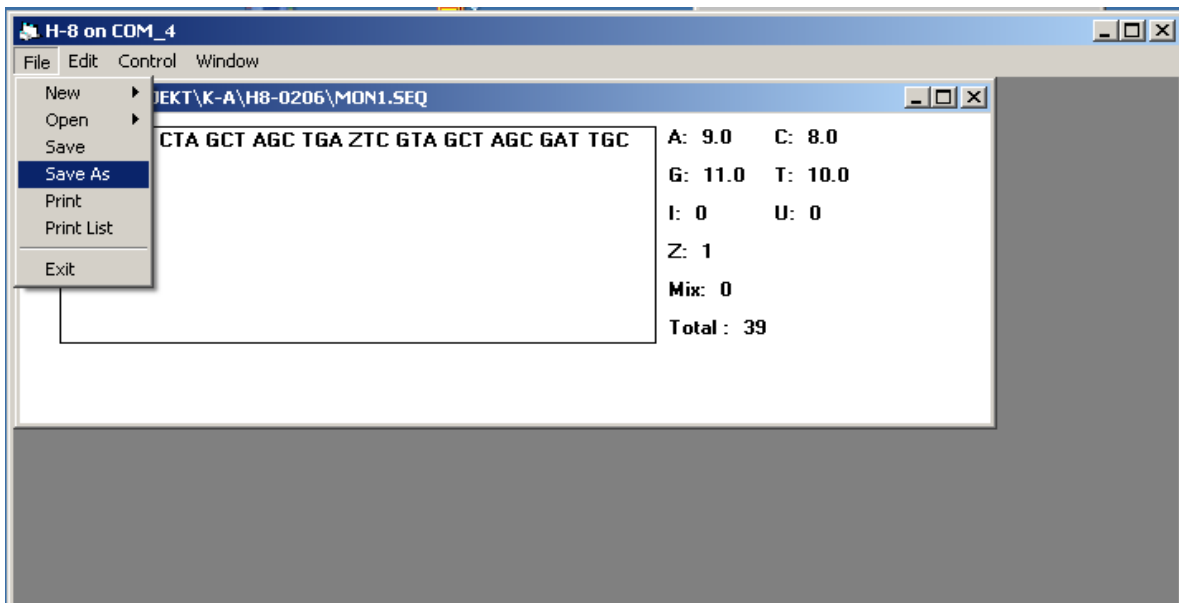 H-8 on COM_4
File Edit Control Window
New
JEKT\K-A\H8-0206\MON1.SEQ
Open
Save
CTA GCT AGC TGA ZTC GTA GCT AGC GAT TGC
A: 9.0 C: 8.0
Save As
G: 11.0 T: 10.0
Print
I: 0 U: 0
Print List
Z: 1
Exit
Mix: 0
Total : 39